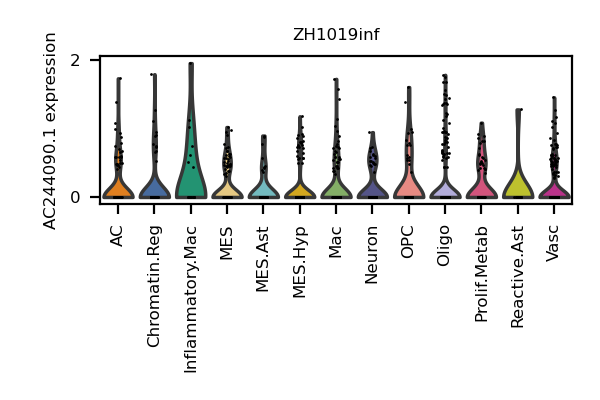 ZH1019inf
AC244090.1 expression
2
0
AC
Chromatin.Reg
Inflammatory.Mac
MES
MES.Ast
MES.Hyp
Mac
Neuron
OPC
Oligo
Prolif.Metab
Reactive.Ast
Vasc